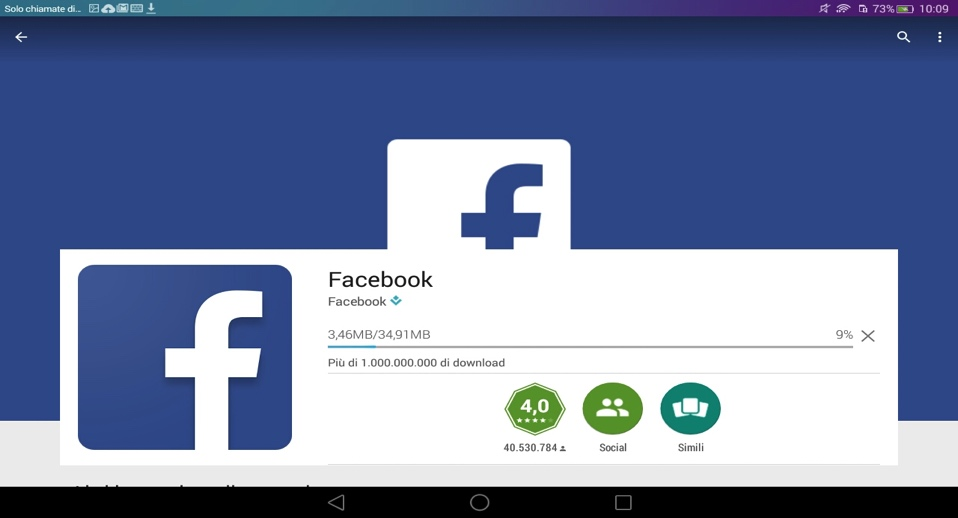 Solo chiamate di...
73%
10:09
Facebook
Facebook
3,46MB/34,91MB
9%
Più di 1.000.000.000 di download
4,0
40.530.784
Social
Simili